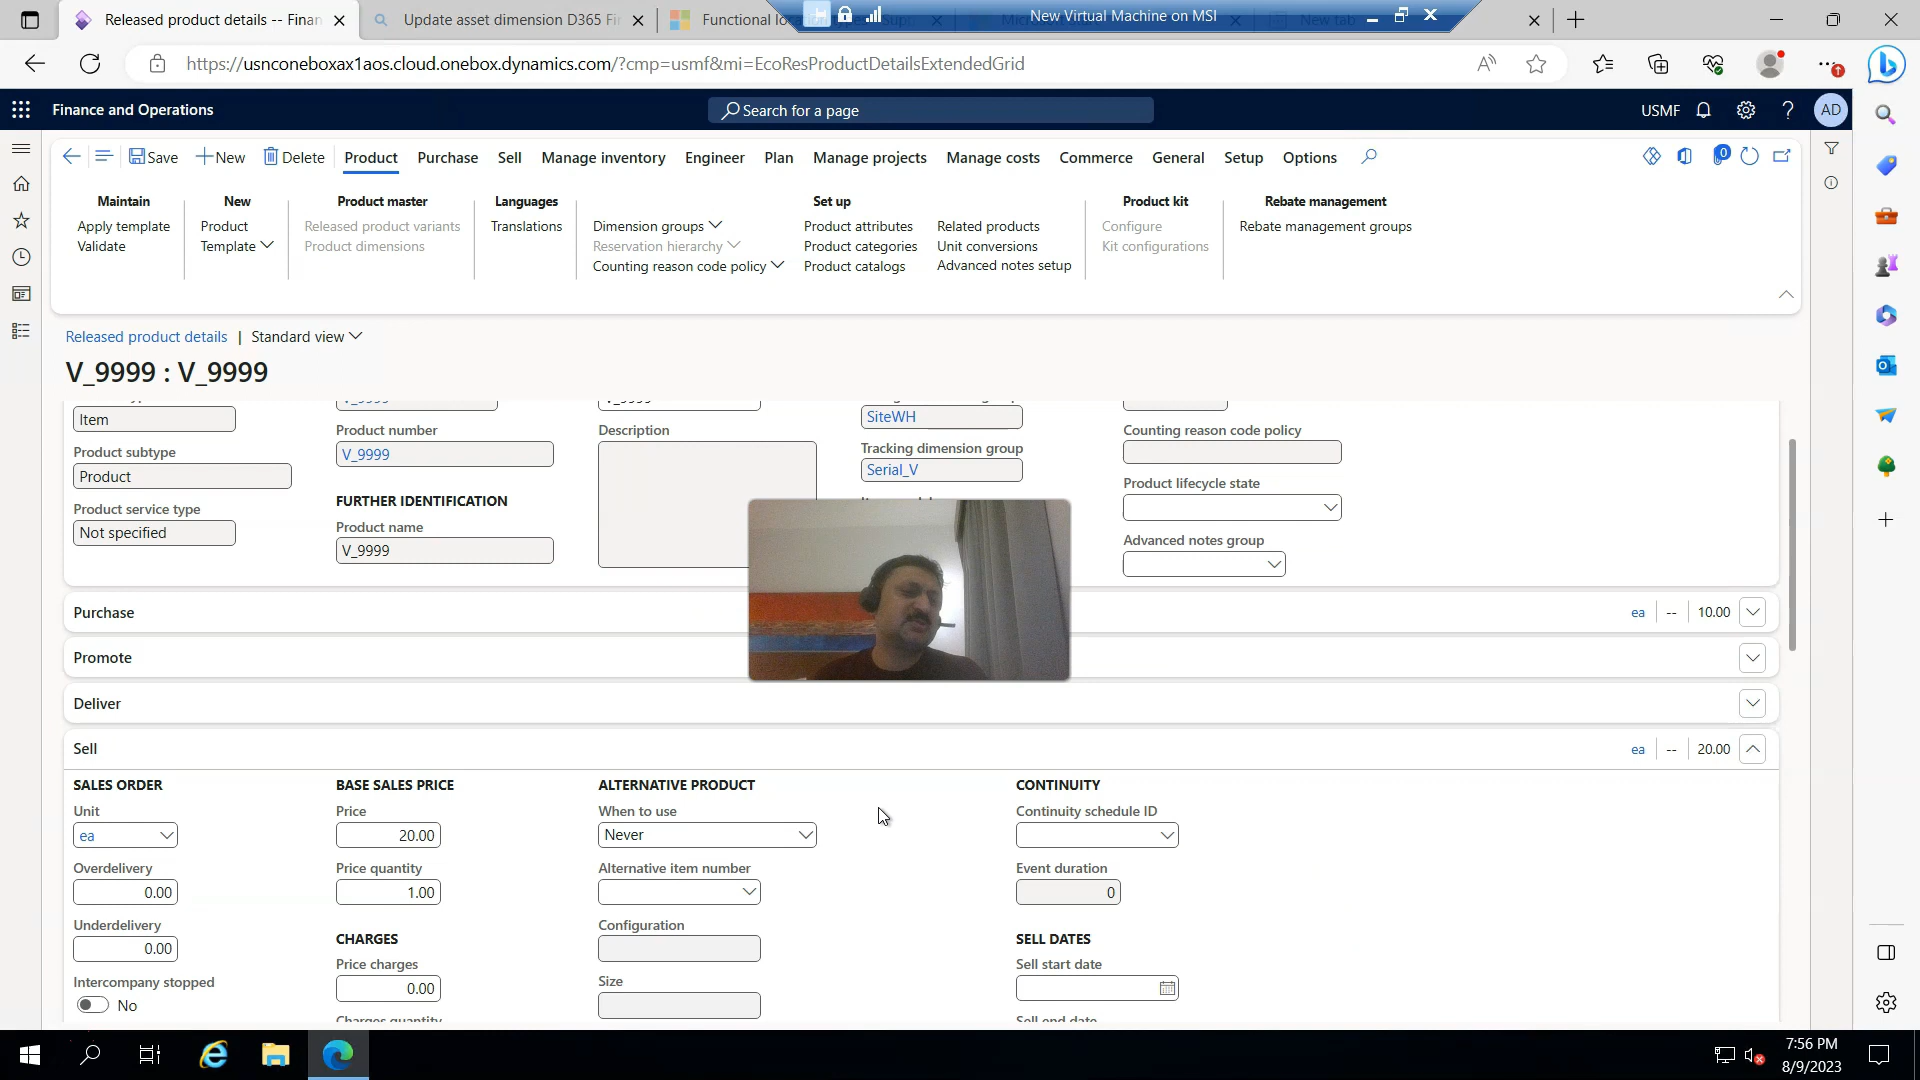 Released product details -- Finan
Update asset dimension D365 Fi
New Virtual Machine on MSI
https://usnconeboxax1aos.cloud.onebox.dynamics.com/?cmp=usmf&mi=EcoResProductDetailsExtendedGrid
Finance and Operations
Search for a page
USMF
AD
Save
New
Delete
Product
Purchase
Sell
Manage inventory
Engineer
Plan
Manage projects
Manage costs
Commerce
General
Setup
Options
0
Maintain
Apply template
Validate
New
Product
Template
Product master
Released product variants
Product dimensions
Languages
Translations
Set up
Dimension groups
Reservation hierarchy
Counting reason code policy
Product attributes
Product categories
Product catalogs
Related products
Unit conversions
Advanced notes setup
Product kit
Configure
Kit configurations
Rebate management
Rebate management groups
Released product details | Standard view
V_9999 : V_9999
Item
Product subtype
Product
Product service type
Not specified
Product number
V_9999
FURTHER IDENTIFICATION
Product name
V_9999
Description
SiteWH
Tracking dimension group
Serial_V
Counting reason code policy
Product lifecycle state
Advanced notes group
Purchase
ea -- 10.00
Promote
Deliver
Sell
ea -- 20.00
SALES ORDER
Unit
ea
Overdelivery
0.00
Underdelivery
0.00
Intercompany stopped
No
BASE SALES PRICE
Price
20.00
Price quantity
1.00
CHARGES
Price charges
0.00
Charges quantity
ALTERNATIVE PRODUCT
When to use
Never
Alternative item number
Configuration
Size
CONTINUITY
Continuity schedule ID
Event duration
0
SELL DATES
Sell start date
Sell end date
7:56 PM
8/9/2023